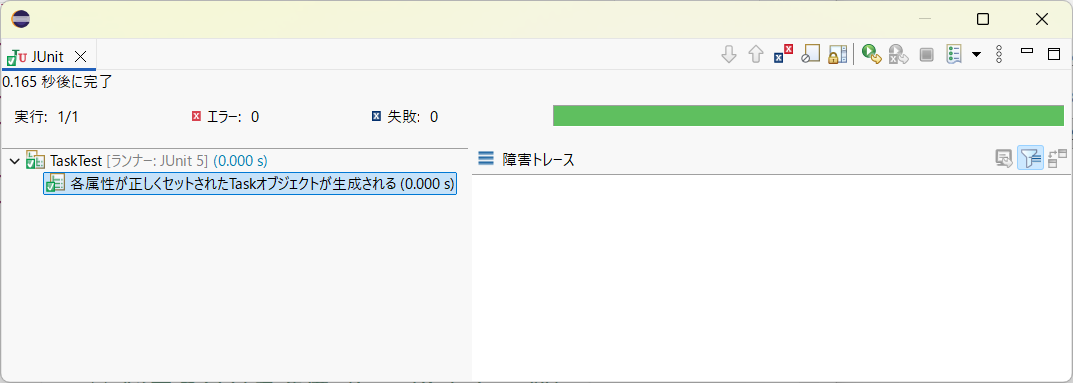 JUnit
0.165 秒後に完了
実行: 1/1 エラー: 0 失敗: 0
TaskTest [ランナー: JUnit 5] (0.000 s)
各属性が正しくセットされたTaskオブジェクトが生成される (0.000 s)
障害トレース